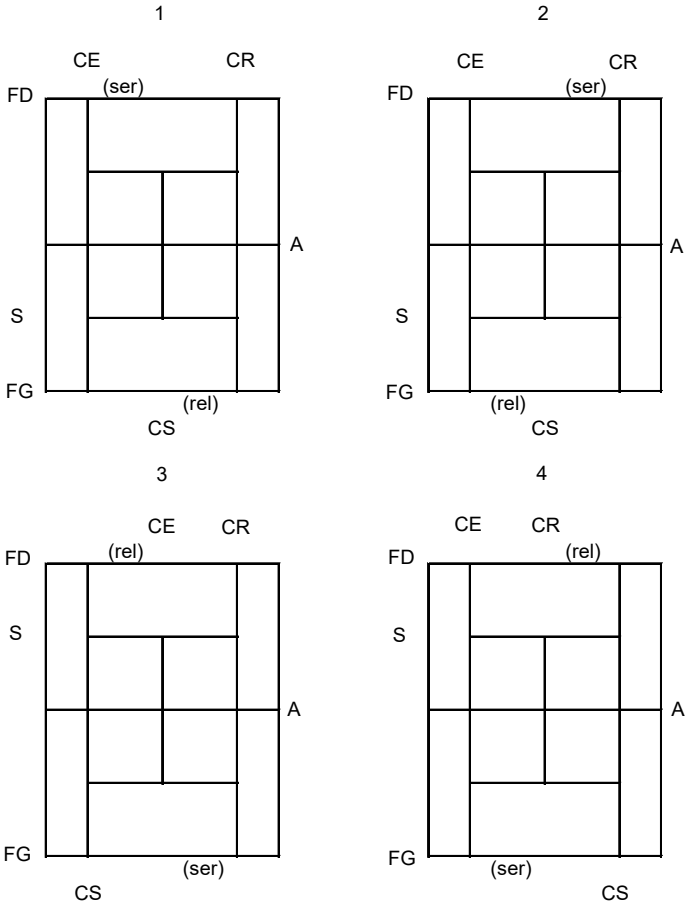 1
CE CR
(ser)
FD
A
S
FG
(rel)
CS
2
CE CR
(ser)
FD
A
S
FG
(rel)
CS
3
CE CR
(rel)
FD
S
A
FG
(ser)
CS
4
CE CR
(rel)
FD
S
A
FG
(ser)
CS